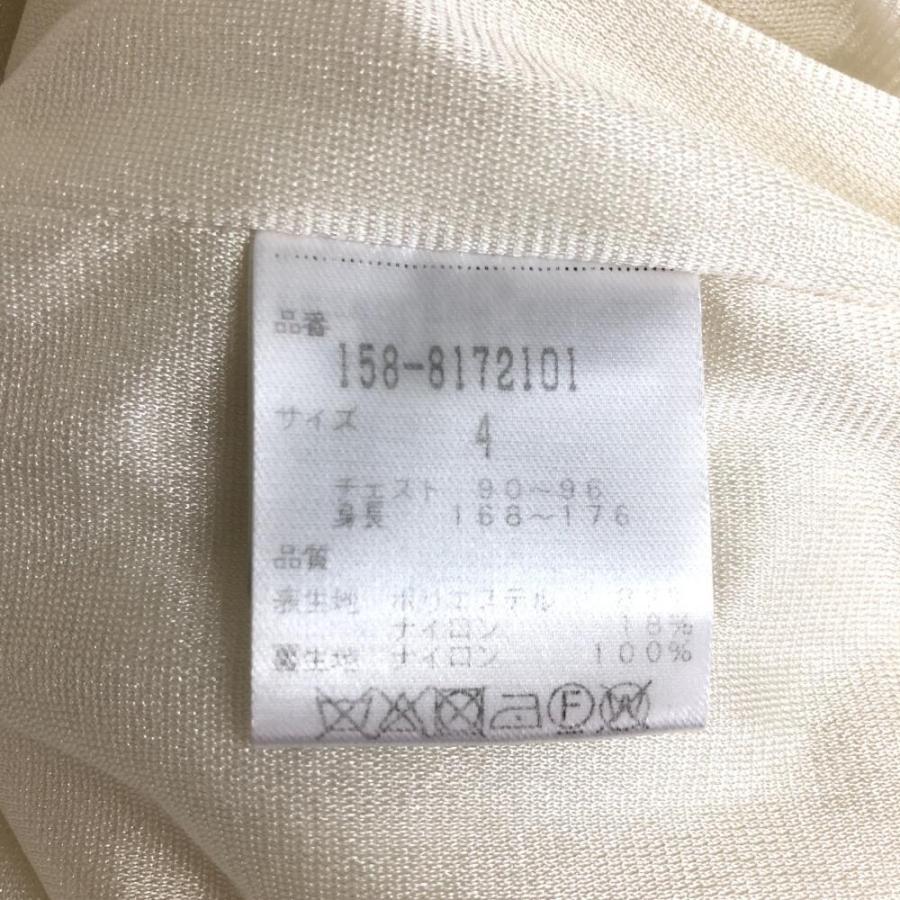 品番
158-8172101
サイズ 4
チェスト 90～96
身長 168～176
品質
表生地 ポリエステル
ナイロン 18%
裏生地 ナイロン 100%
F W